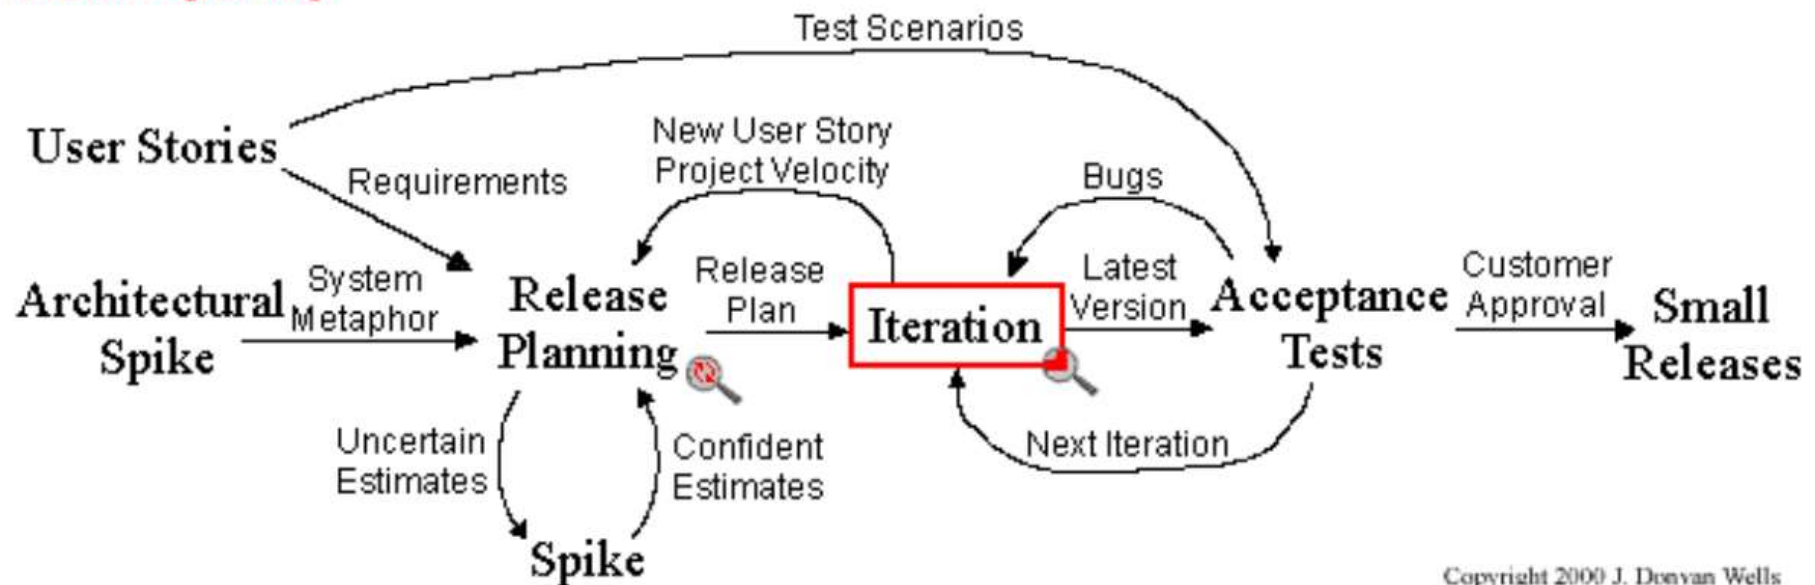 Test Scenarios
User Stories
Requirements
New User Story
Project Velocity
Bugs
Architectural
Spike
System
Metaphor
Release
Planning
Release
Plan
Iteration
Latest
Version
Acceptance
Tests
Customer
Approval
Small
Releases
Uncertain
Estimates
Confident
Estimates
Next Iteration
Spike
Copyright 2000 J. Donvan Wells